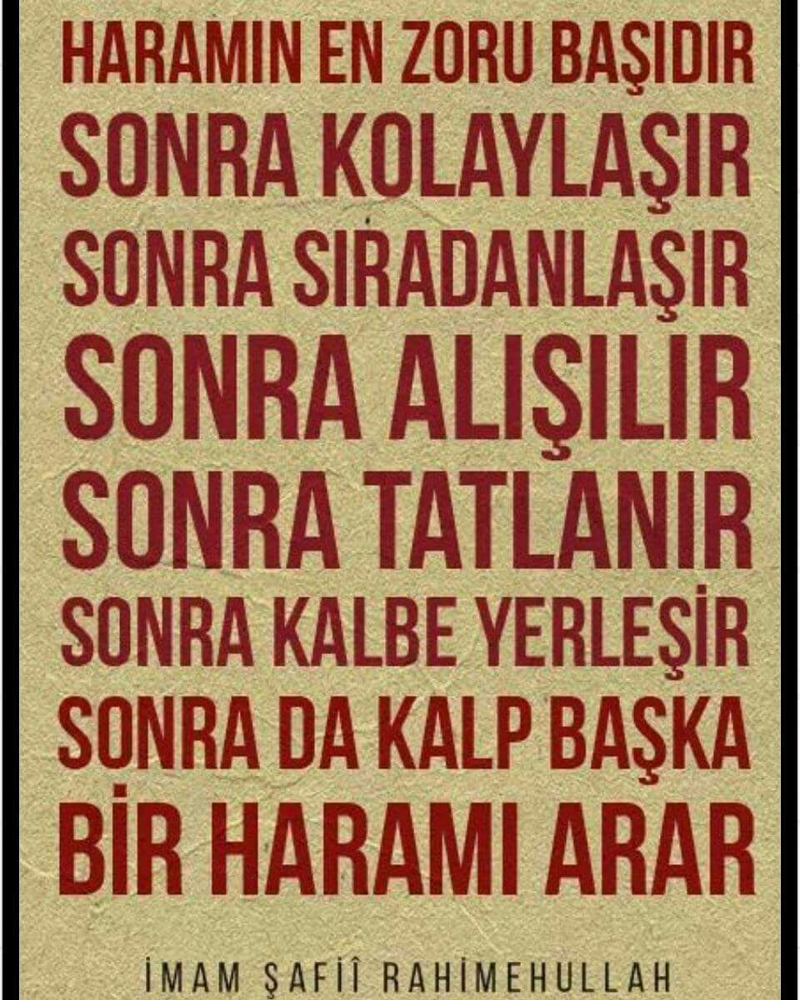 HARAMIN EN ZORU BAŞIDIR
SONRA KOLAYLAŞIR
SONRA SIRADANLAŞIR
SONRA ALIŞILIR
SONRA TATLANIR
SONRA KALBE YERLEŞİR
SONRA DA KALP BAŞKA
BİR HARAMI ARAR
İMAM ŞAFİÎ RAHİMEHULLAH